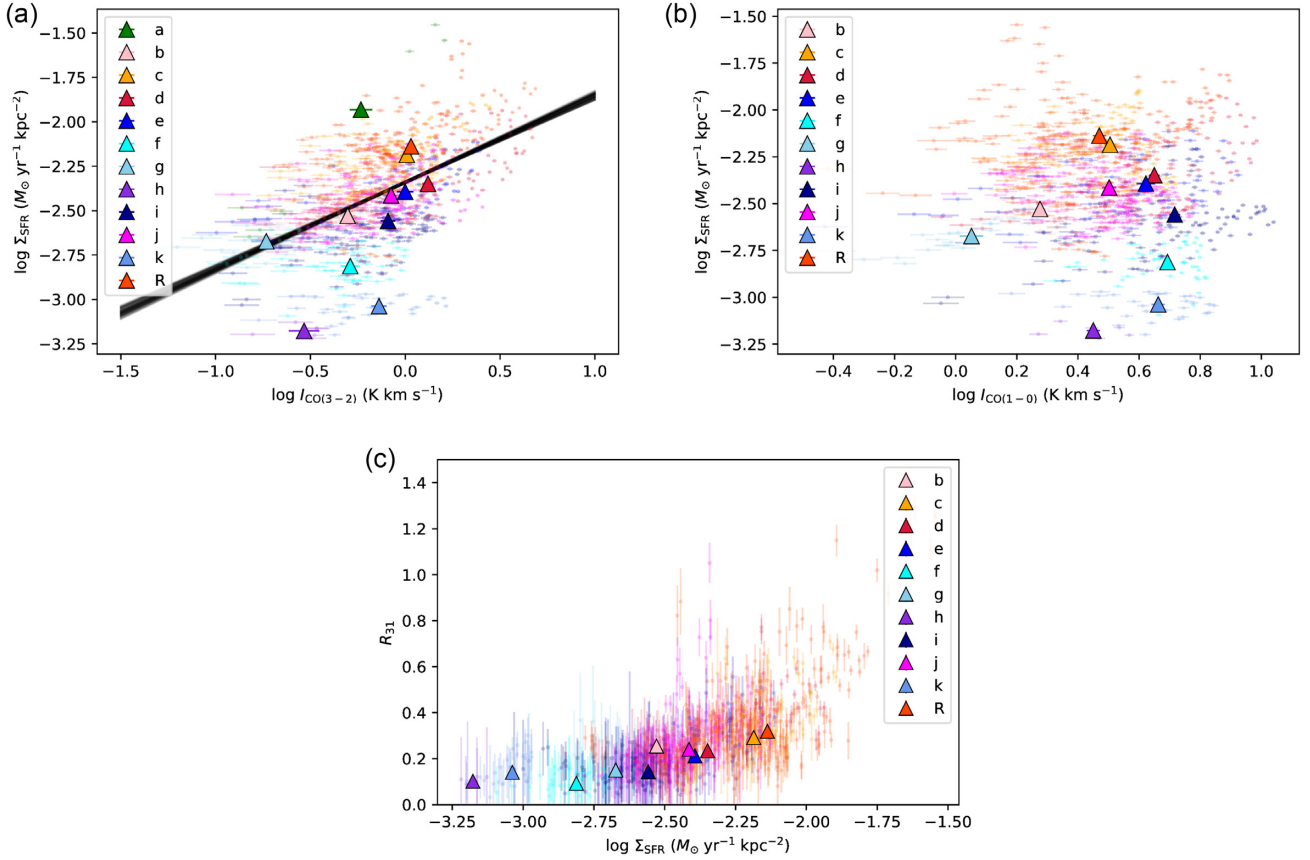 (a)
−1.50
−1.75
−2.00
−2.25
−2.50
−2.75
−3.00
−3.25
log Σ_SFR (M_⊙ yr⁻¹ kpc⁻²)
a
b
c
d
e
f
g
h
i
j
k
R
−1.5 −1.0 −0.5 0.0 0.5 1.0
log I_CO(3−2) (K km s⁻¹)
(b)
−1.50
−1.75
−2.00
−2.25
−2.50
−2.75
−3.00
−3.25
log Σ_SFR (M_⊙ yr⁻¹ kpc⁻²)
b
c
d
e
f
g
h
i
j
k
R
−0.4 −0.2 0.0 0.2 0.4 0.6 0.8 1.0
log I_CO(1−0) (K km s⁻¹)
(c)
1.4
1.2
1.0
0.8
0.6
0.4
0.2
0.0
R₃₁
b
c
d
e
f
g
h
i
j
k
R
−3.25 −3.00 −2.75 −2.50 −2.25 −2.00 −1.75 −1.50
log Σ_SFR (M_⊙ yr⁻¹ kpc⁻²)